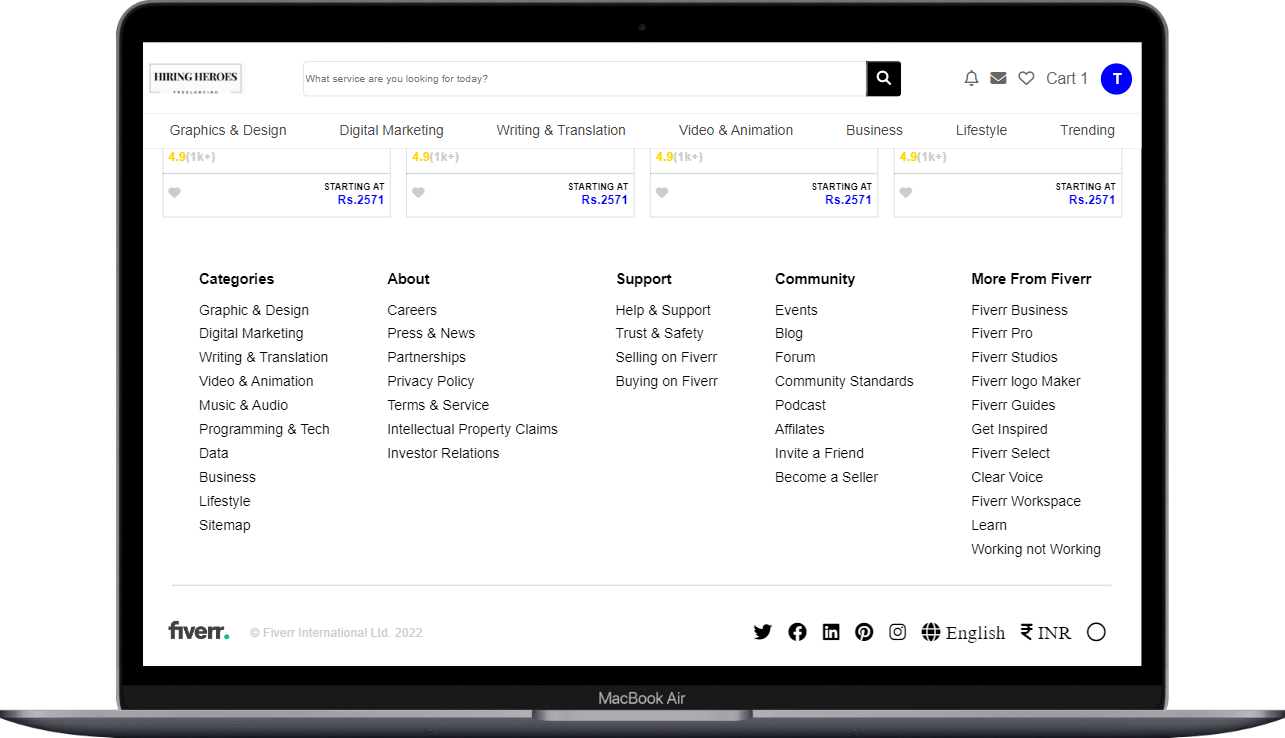 HIRING HEROES
FREELANCING
What service are you looking for today?
Cart 1
T
Graphics & Design
Digital Marketing
Writing & Translation
Video & Animation
Business
Lifestyle
Trending
4.9(1k+)
4.9(1k+)
4.9(1k+)
4.9(1k+)
STARTING AT
Rs.2571
STARTING AT
Rs.2571
STARTING AT
Rs.2571
STARTING AT
Rs.2571
Categories
Graphic & Design
Digital Marketing
Writing & Translation
Video & Animation
Music & Audio
Programming & Tech
Data
Business
Lifestyle
Sitemap
About
Careers
Press & News
Partnerships
Privacy Policy
Terms & Service
Intellectual Property Claims
Investor Relations
Support
Help & Support
Trust & Safety
Selling on Fiverr
Buying on Fiverr
Community
Events
Blog
Forum
Community Standards
Podcast
Affilates
Invite a Friend
Become a Seller
More From Fiverr
Fiverr Business
Fiverr Pro
Fiverr Studios
Fiverr logo Maker
Fiverr Guides
Get Inspired
Fiverr Select
Clear Voice
Fiverr Workspace
Learn
Working not Working
fiverr.
© Fiverr International Ltd. 2022
English
₹ INR
MacBook Air